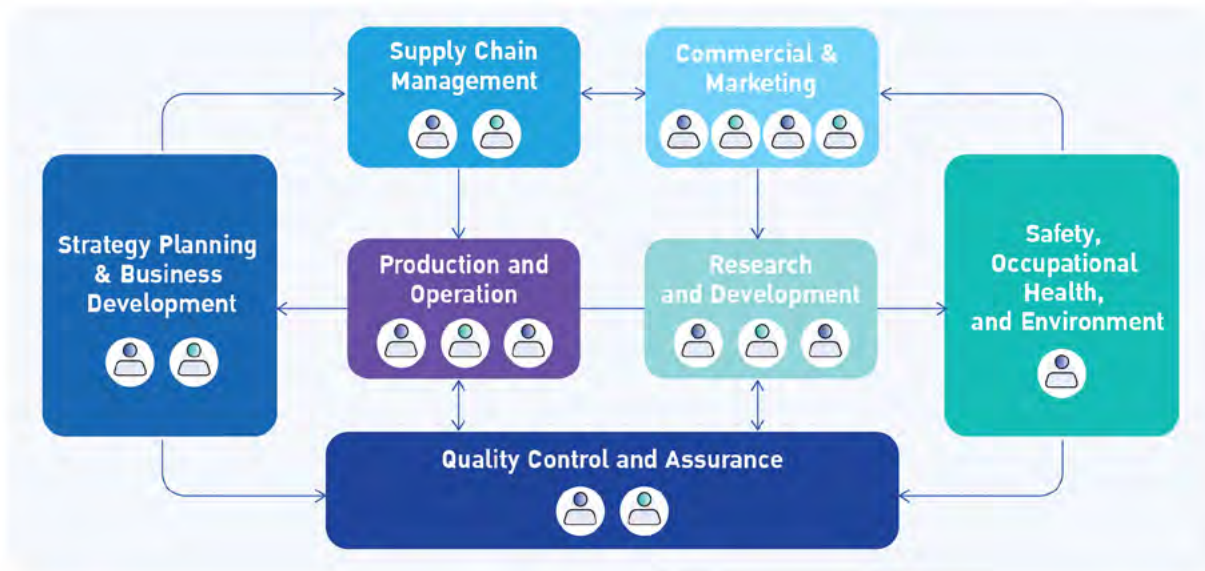 Supply Chain
Management
Commercial &
Marketing
Strategy Planning
& Business
Development
Production and
Operation
Research
and Development
Safety,
Occupational
Health,
and Environment
Quality Control and Assurance